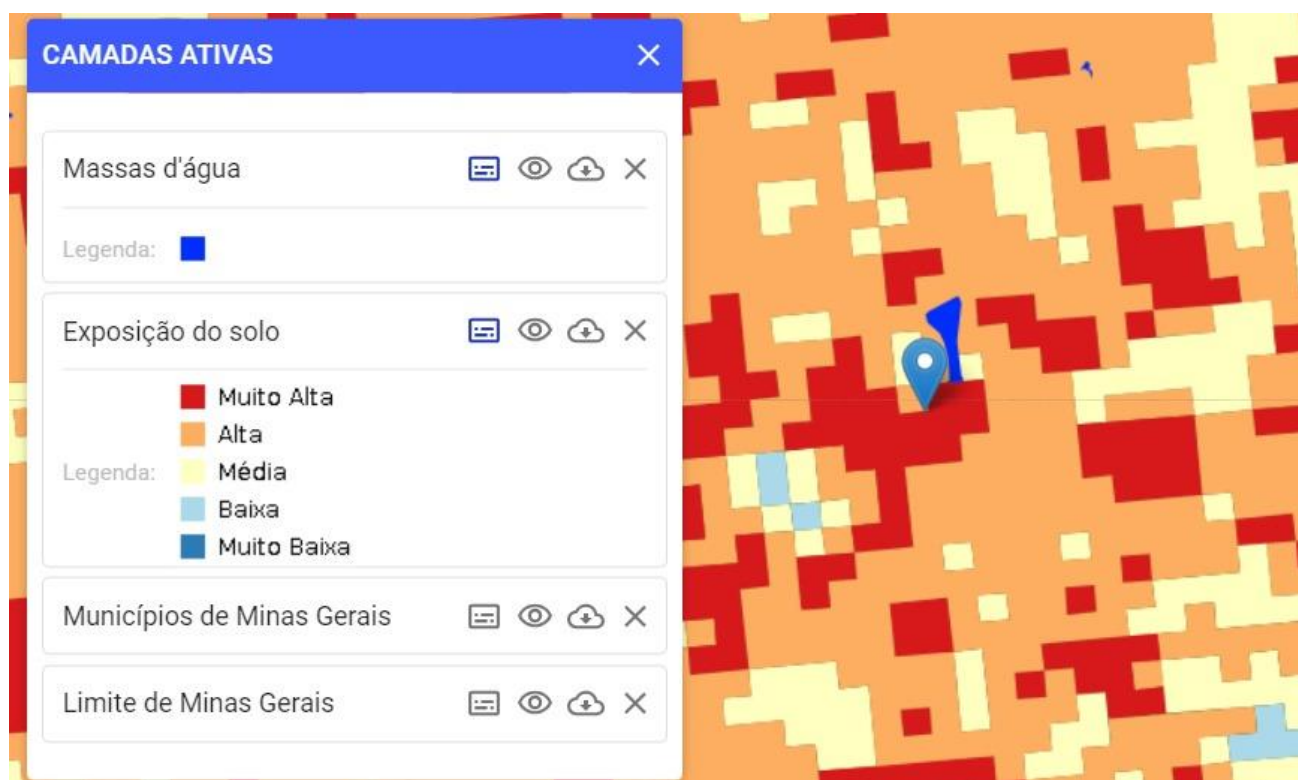 CAMADAS ATIVAS
Massas d'água
Legenda:
Exposição do solo
Muito Alta
Alta
Legenda: Média
Baixa
Muito Baixa
Municípios de Minas Gerais
Limite de Minas Gerais